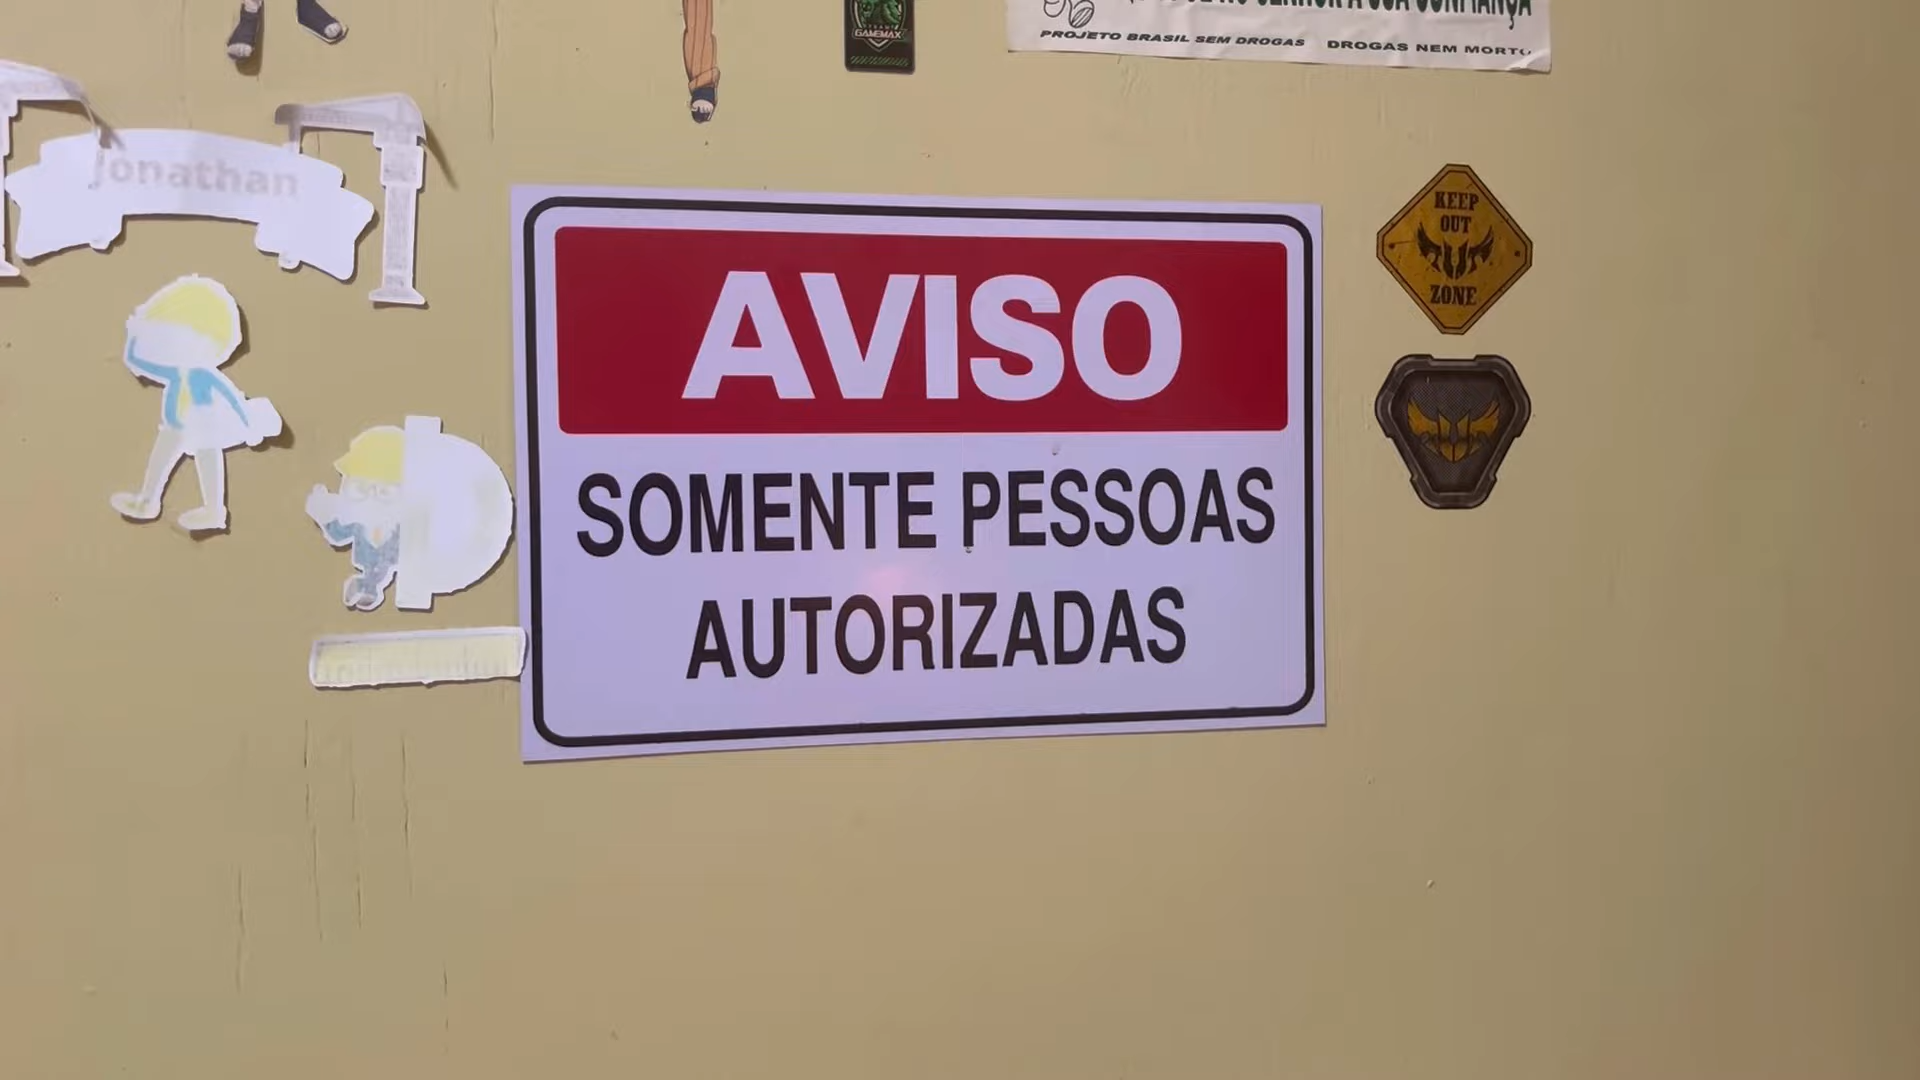 GAMEMAX
PROJETO BRASIL SEM DROGAS DROGAS NEM MORTO
Jonathan
KEEP
OUT
ZONE
AVISO
SOMENTE PESSOAS
AUTORIZADAS